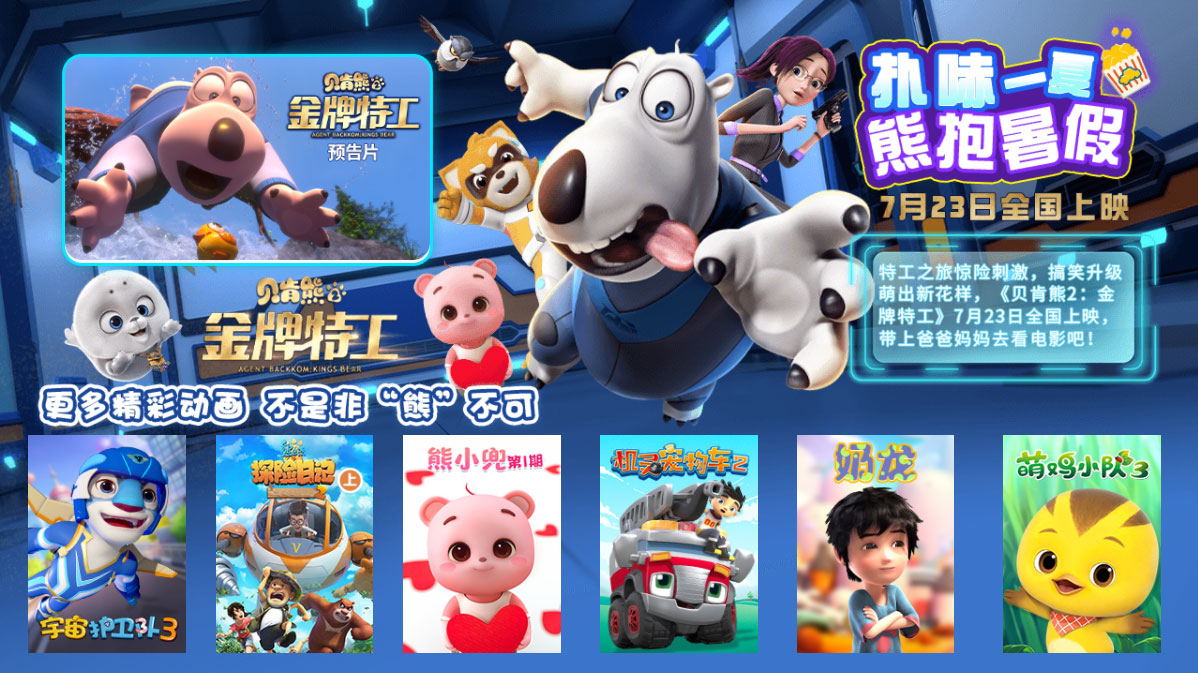 贝肯熊2
金牌特工
AGENT BACKKOM:KINGS BEAR
预告片
扑哧一夏
熊抱暑假
7月23日全国上映
特工之旅惊险刺激，搞笑升级
萌出新花样，《贝肯熊2：金
牌特工》7月23日全国上映，
带上爸爸妈妈去看电影吧！
贝肯熊2
金牌特工
AGENT BACKKOM:KINGS BEAR
更多精彩动画 不是非“熊”不可
宇宙护卫队3
探险日记
上
V
熊小兜 第1期
机灵宠物车2
奶龙
萌鸡小队3